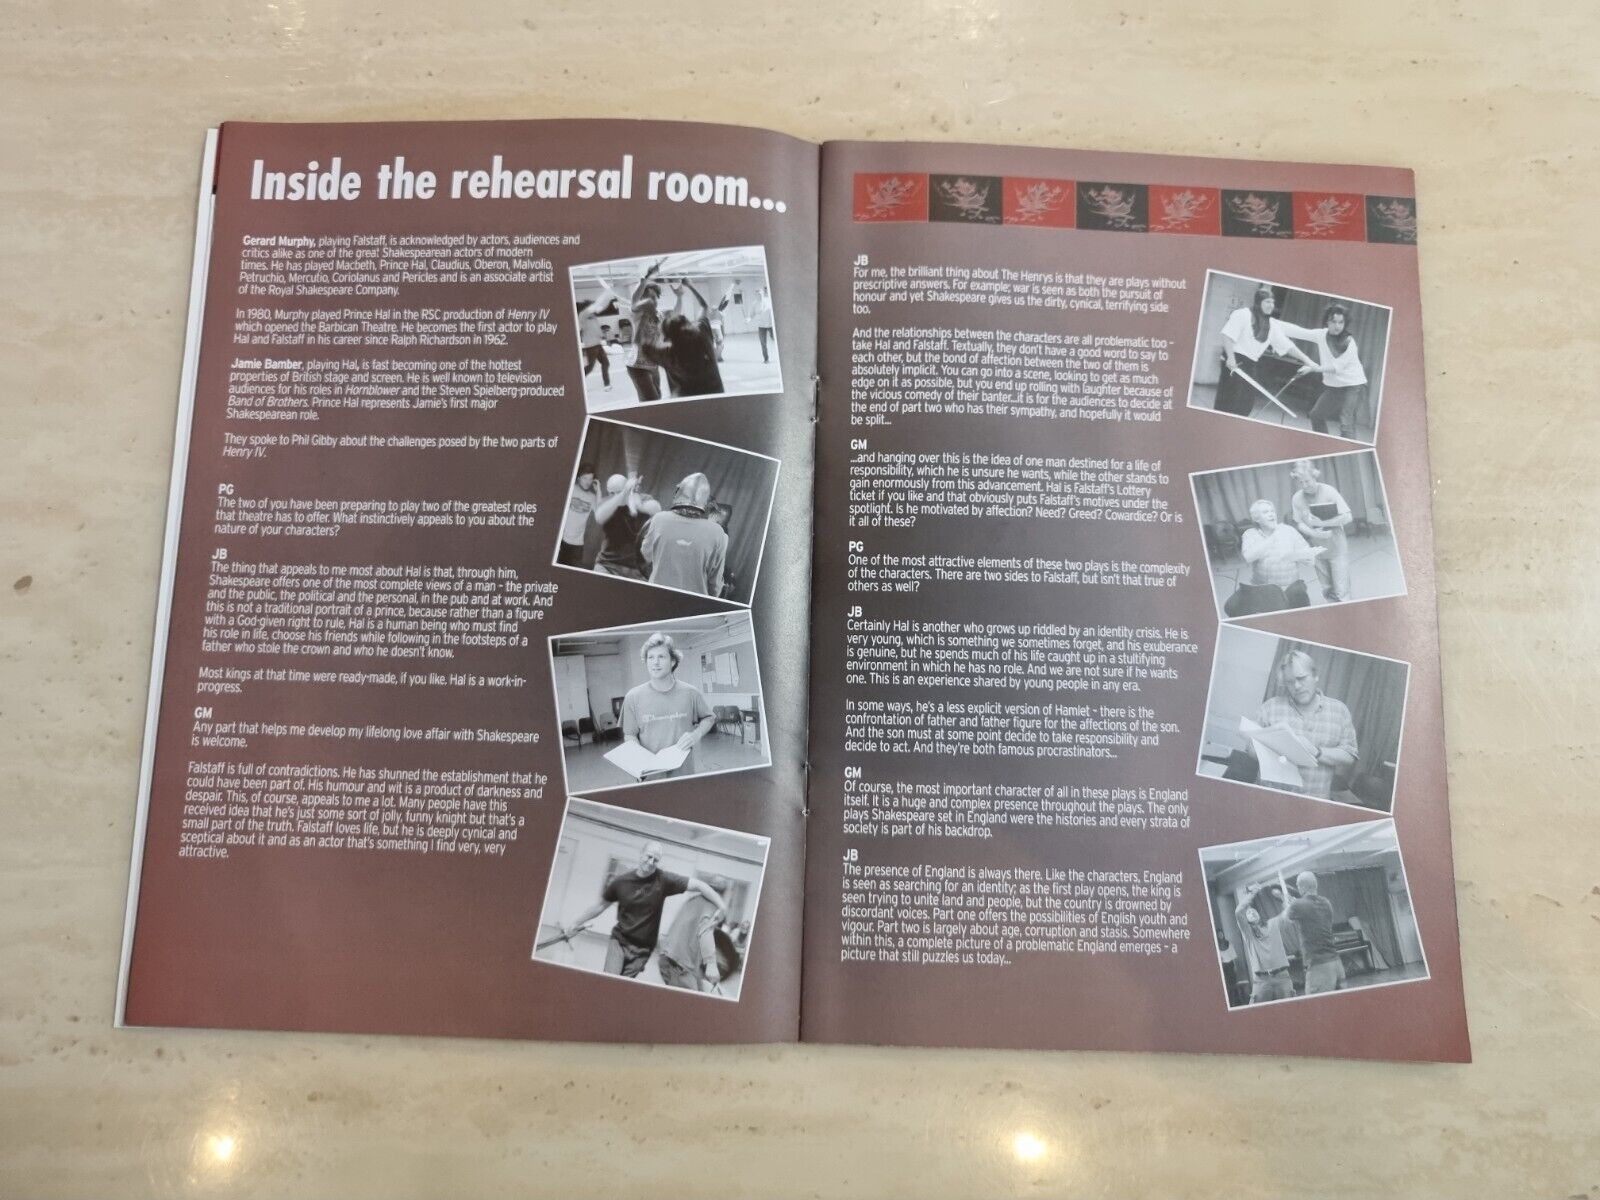 Inside the rehearsal room...
Gerard Murphy, playing Falstaff, is acknowledged by actors, audiences and
critics alike as one of the great Shakespearean actors of modern
times. He has played Macbeth, Prince Hal, Claudius, Oberon, Malvolio,
Petruchio, Mercutio, Coriolanus and Pericles and is an associate artist
of the Royal Shakespeare Company.
In 1980, Murphy played Prince Hal in the RSC production of Henry IV
which opened the Barbican Theatre. He becomes the first actor to play
Hal and Falstaff in his career since Ralph Richardson in 1962.
Jamie Bamber, playing Hal, is fast becoming one of the hottest
properties of British stage and screen. He is well known to television
audiences for his roles in Hornblower and the Steven Spielberg-produced
Band of Brothers. Prince Hal represents Jamie's first major
Shakespearean role.
They spoke to Phil Gibby about the challenges posed by the two parts of
Henry IV.
PG
The two of you have been preparing to play two of the greatest roles
that theatre has to offer. What instinctively appeals to you about the
nature of your characters?
JB
The thing that appeals to me most about Hal is that, through him,
Shakespeare offers one of the most complete views of a man - the private
and the public, the political and the personal, in the pub and at work. And
this is not a traditional portrait of a prince, because rather than a figure
with a God-given right to rule, Hal is a human being who must find
his role in life, choose his friends while following in the footsteps of a
father who stole the crown and who he doesn't know.
Most kings at that time were ready-made, if you like. Hal is a work-in-
progress.
GM
Any part that helps me develop my lifelong love affair with Shakespeare
is welcome.
Falstaff is full of contradictions. He has shunned the establishment that he
could have been part of. His humour and wit is a product of darkness and
despair. This, of course, appeals to me a lot. Many people have this
received idea that he's just some sort of jolly, funny knight but that's a
small part of the truth. Falstaff loves life, but he is deeply cynical and
sceptical about it and as an actor that's something I find very, very
attractive.
Champion
JB
For me, the brilliant thing about The Henrys is that they are plays without
prescriptive answers. For example; war is seen as both the pursuit of
honour and yet Shakespeare gives us the dirty, cynical, terrifying side
too.
And the relationships between the characters are all problematic too -
take Hal and Falstaff. Textually, they don't have a good word to say to
each other, but the bond of affection between the two of them is
absolutely implicit. You can go into a scene, looking to get as much
edge on it as possible, but you end up rolling with laughter because of
the vicious comedy of their banter...it is for the audiences to decide at
the end of part two who has their sympathy, and hopefully it would
be split...
GM
...and hanging over this is the idea of one man destined for a life of
responsibility, which he is unsure he wants, while the other stands to
gain enormously from this advancement. Hal is Falstaff's Lottery
ticket if you like and that obviously puts Falstaff's motives under the
spotlight. Is he motivated by affection? Need? Greed? Cowardice? Or is
it all of these?
PG
One of the most attractive elements of these two plays is the complexity
of the characters. There are two sides to Falstaff, but isn't that true of
others as well?
JB
Certainly Hal is another who grows up riddled by an identity crisis. He is
very young, which is something we sometimes forget, and his exuberance
is genuine, but he spends much of his life caught up in a stultifying
environment in which he has no role. And we are not sure if he wants
one. This is an experience shared by young people in any era.
In some ways, he's a less explicit version of Hamlet - there is the
confrontation of father and father figure for the affections of the son.
And the son must at some point decide to take responsibility and
decide to act. And they're both famous procrastinators...
GM
Of course, the most important character of all in these plays is England
itself. It is a huge and complex presence throughout the plays. The only
plays Shakespeare set in England were the histories and every strata of
society is part of his backdrop.
JB
The presence of England is always there. Like the characters, England
is seen as searching for an identity; as the first play opens, the king is
seen trying to unite land and people, but the country is drowned by
discordant voices. Part one offers the possibilities of English youth and
vigour. Part two is largely about age, corruption and stasis. Somewhere
within this, a complete picture of a problematic England emerges - a
picture that still puzzles us today...